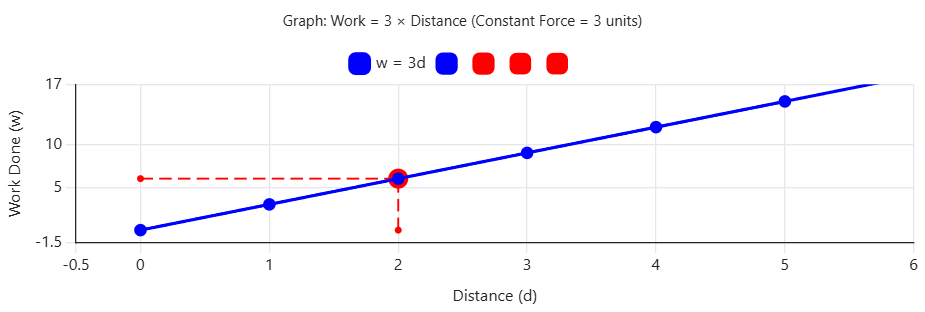 Graph: Work = 3 × Distance (Constant Force = 3 units)
w = 3d
17
10
5
-1.5
Work Done (w)
-0.5 0 1 2 3 4 5 6
Distance (d)